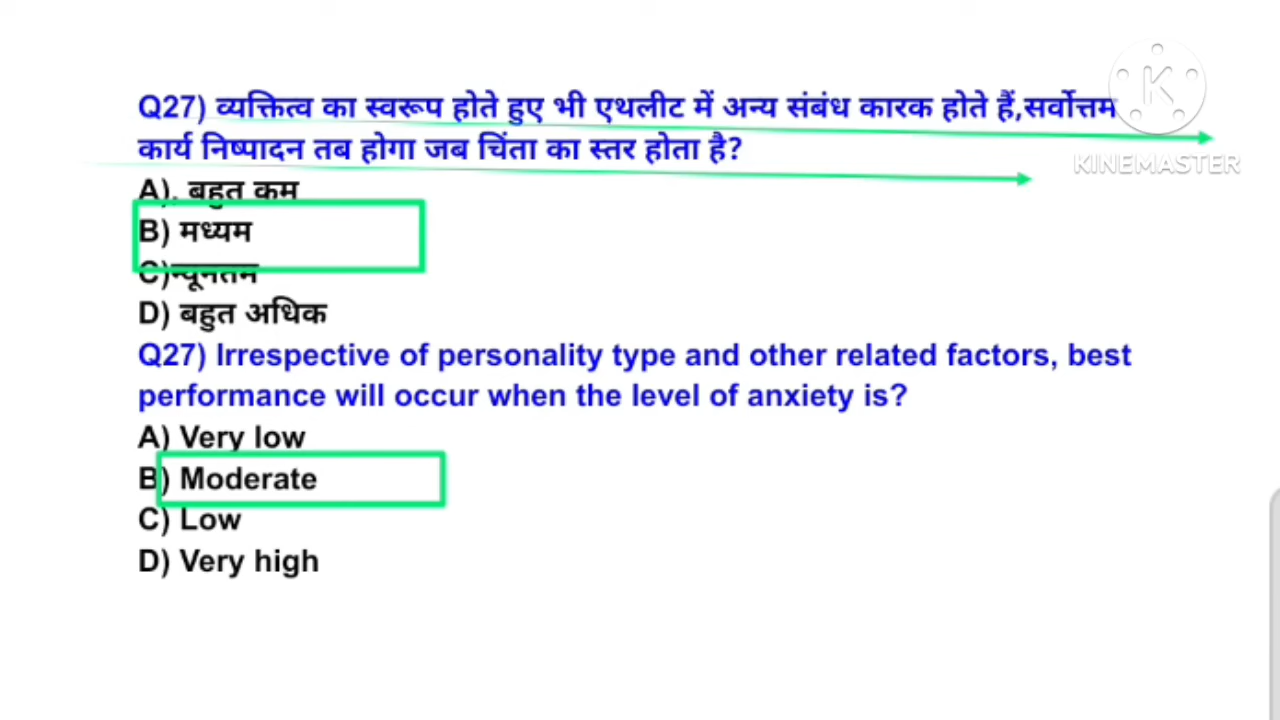 Q27) व्यक्तित्व का स्वरूप होते हुए भी एथलीट में अन्य संबंध कारक होते हैं,सर्वोत्तम
कार्य निष्पादन तब होगा जब चिंता का स्तर होता है?
A). बहुत कम
B) मध्यम
C)न्यूनतम
D) बहुत अधिक
Q27) Irrespective of personality type and other related factors, best
performance will occur when the level of anxiety is?
A) Very low
B) Moderate
C) Low
D) Very high
K
KINEMASTER